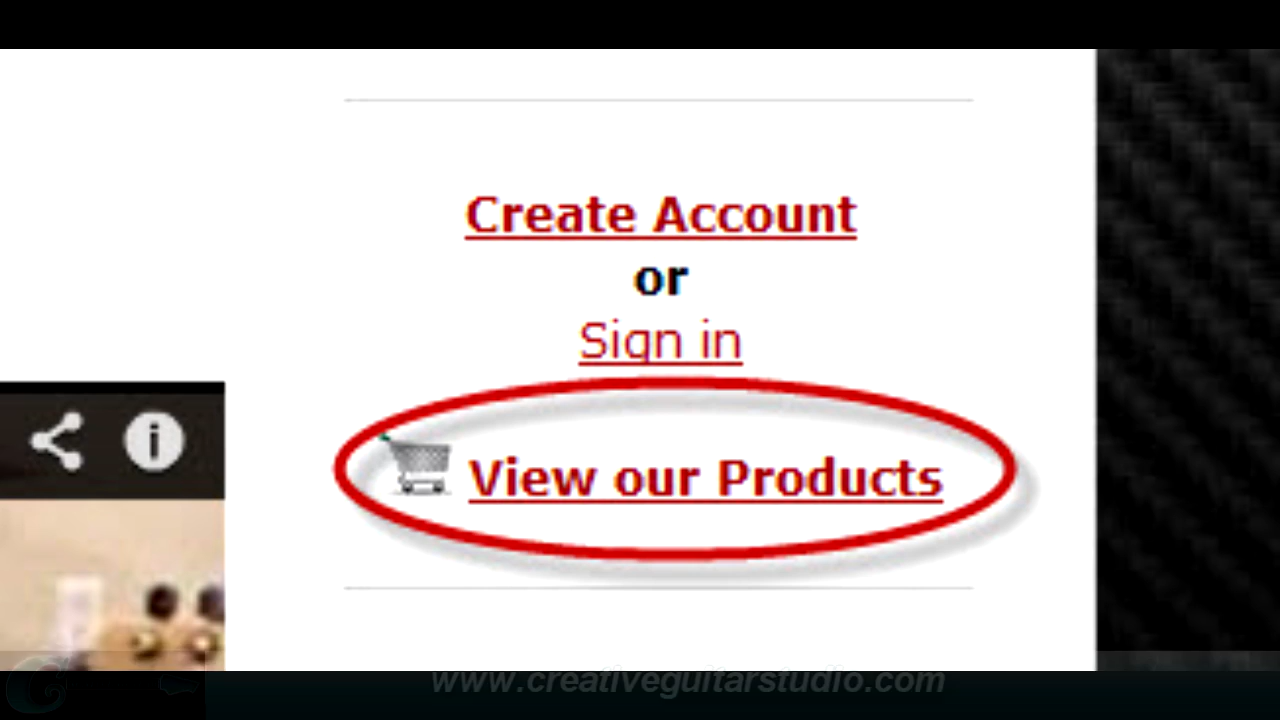 Create Account
or
Sign in
View our Products
www.creativeguitarstudio.com